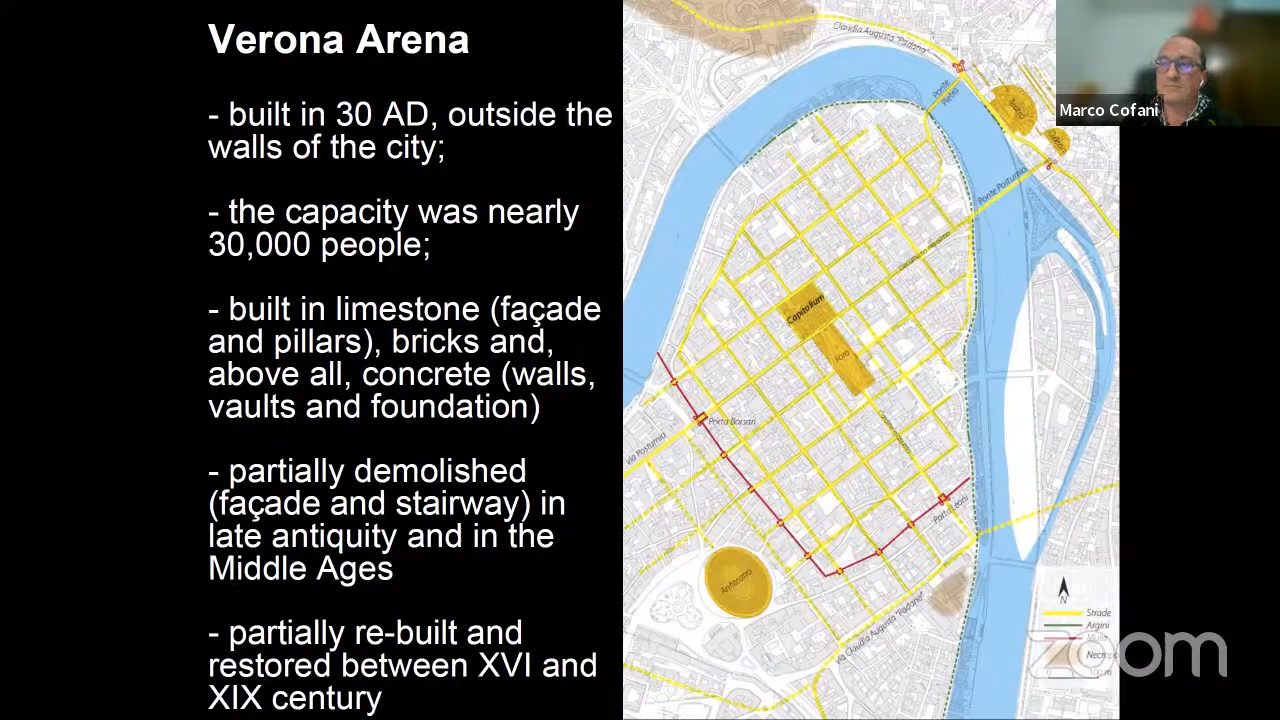 Verona Arena
- built in 30 AD, outside the
walls of the city;
- the capacity was nearly
30,000 people;
- built in limestone (façade
and pillars), bricks and,
above all, concrete (walls,
vaults and foundation)
- partially demolished
(façade and stairway) in
late antiquity and in the
Middle Ages
- partially re-built and
restored between XVI and
XIX century
Claudia Augusta "Padana"
Ponte
Pietra
Teatro
Marco Cofani
Ponte Postumia
Decumano massimo
Capitolium
Foro
Porta Borsari
via Postumia
Porta Leoni
Anfiteatro
via Claudia Augusta "Padana"
N
Strade
Argini
Mura
zoom